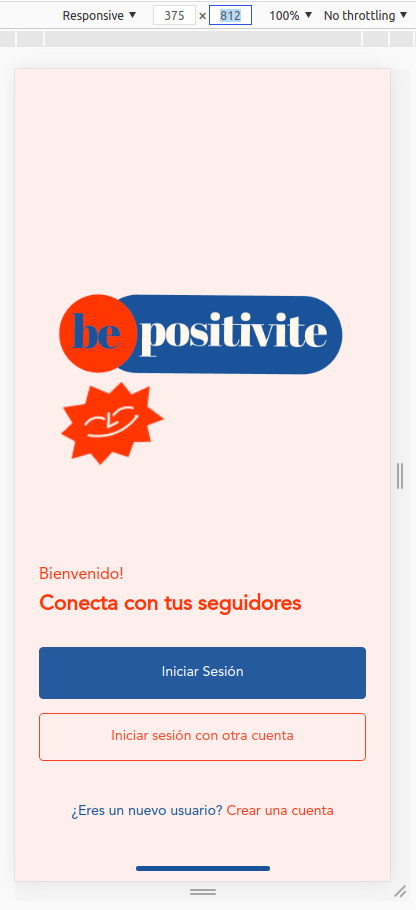 Responsive ▼ 375 × 812 100% ▼ No throttling ▼
be positivite
Bienvenido!
Conecta con tus seguidores
Iniciar Sesión
Iniciar sesión con otra cuenta
¿Eres un nuevo usuario? Crear una cuenta